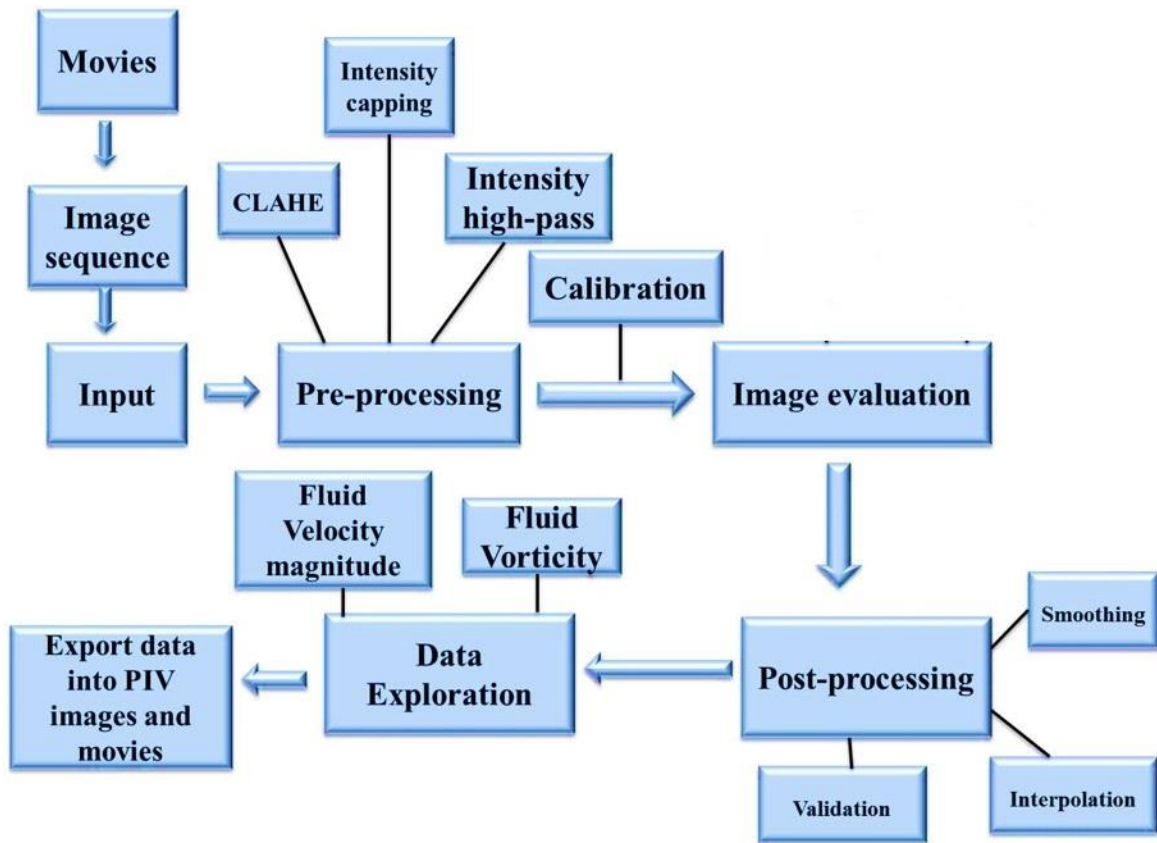 Movies
Intensity
capping
CLAHE
Intensity
high-pass
Image
sequence
Calibration
Input
Pre-processing
Image evaluation
Fluid
Velocity
magnitude
Fluid
Vorticity
Smoothing
Export data
into PIV
images and
movies
Data
Exploration
Post-processing
Validation
Interpolation